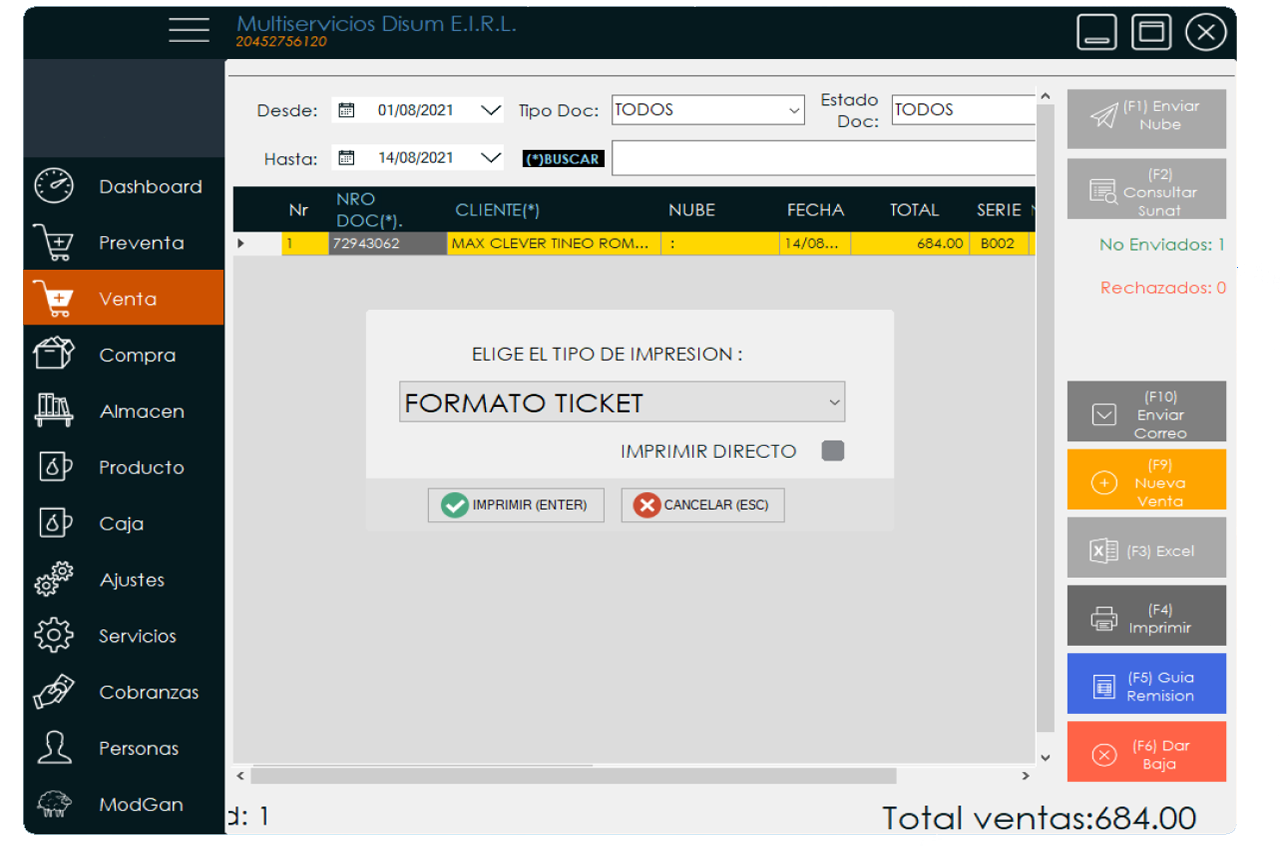 Multiservicios Disum E.I.R.L.
20452756120
Dashboard
Preventa
Venta
Compra
Almacen
Producto
Caja
Ajustes
Servicios
Cobranzas
Personas
ModGan
Desde: 01/08/2021 Tipo Doc: TODOS Estado Doc: TODOS
Hasta: 14/08/2021 (*)BUSCAR
Nr NRO DOC(*). CLIENTE(*) NUBE FECHA TOTAL SERIE
1 72943062 MAX CLEVER TINEO ROM... : 14/08... 684.00 B002
ELIGE EL TIPO DE IMPRESION :
FORMATO TICKET
IMPRIMIR DIRECTO
IMPRIMIR (ENTER) CANCELAR (ESC)
(F1) Enviar
Nube
(F2)
Consultar
Sunat
No Enviados: 1
Rechazados: 0
(F10)
Enviar
Correo
(F9)
Nueva
Venta
(F3) Excel
(F4)
Imprimir
(F5) Guia
Remision
(F6) Dar
Baja
d: 1
Total ventas:684.00